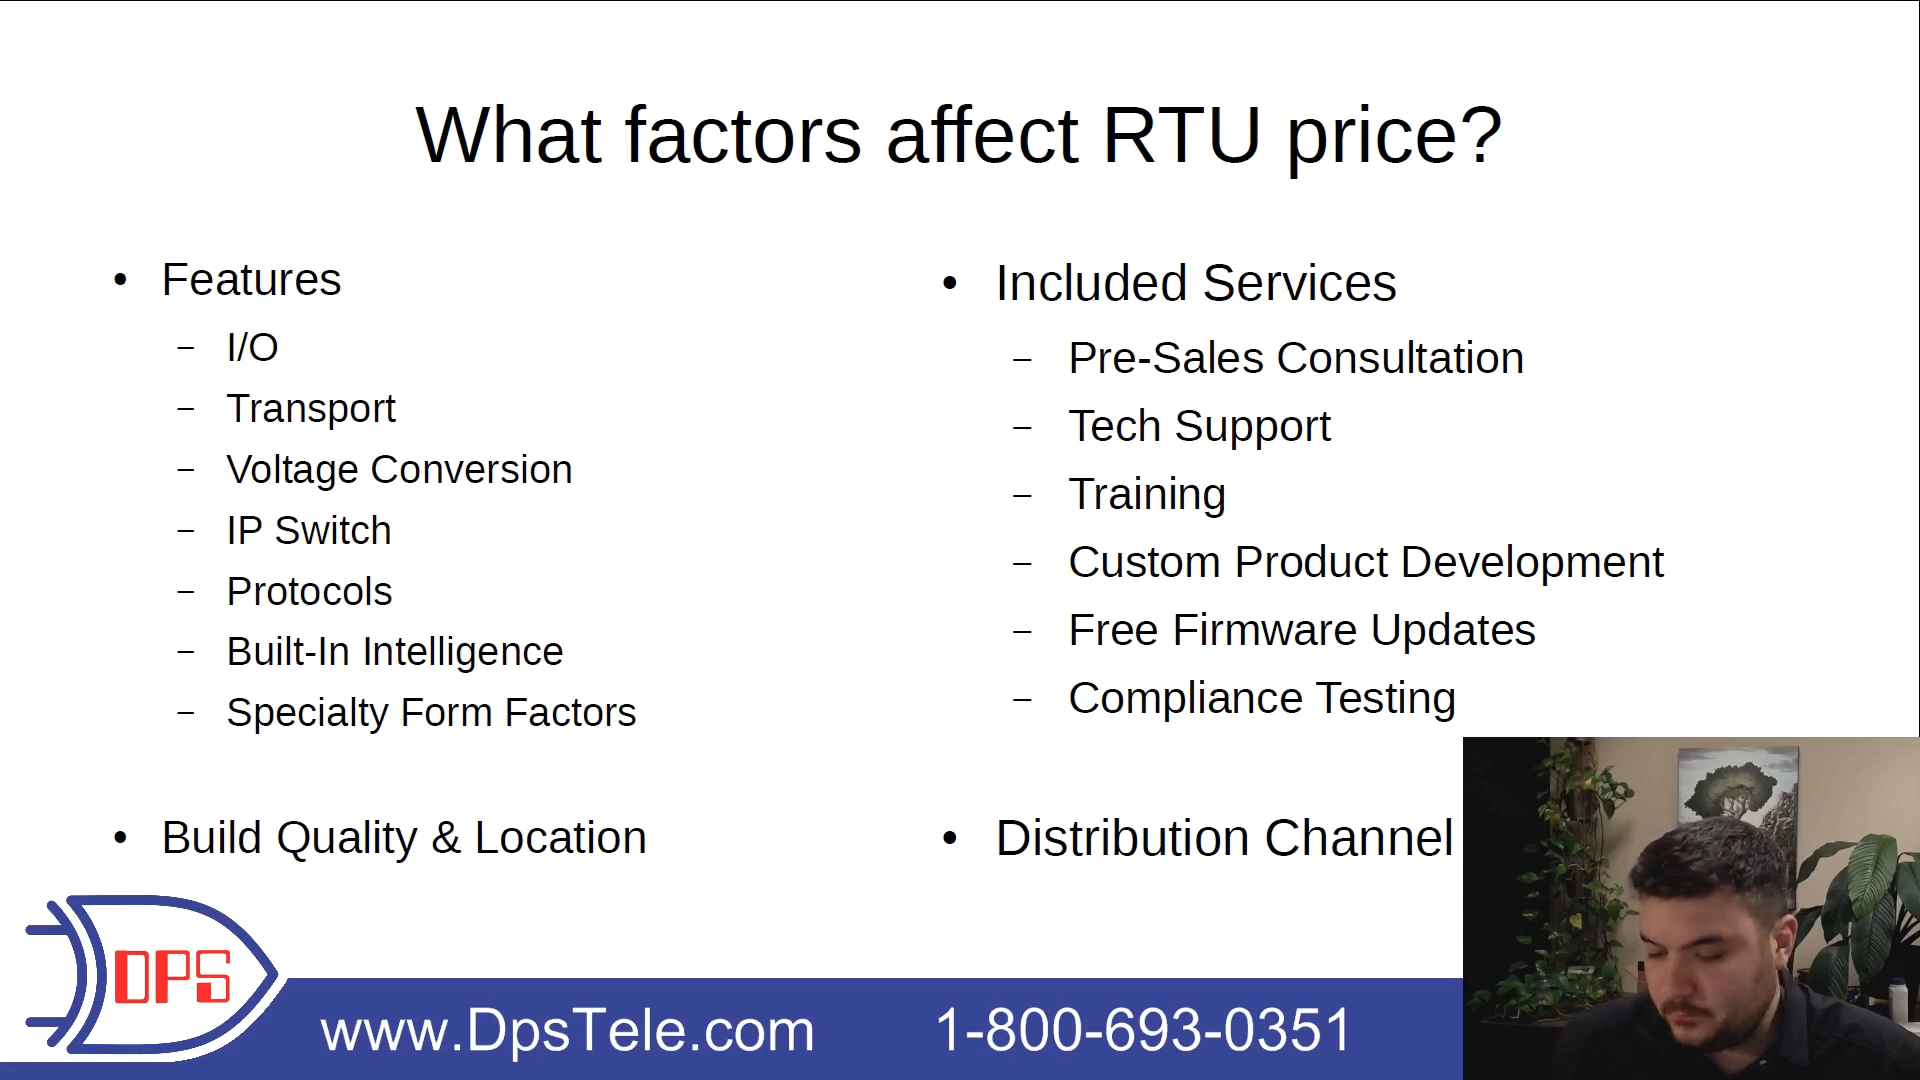 What factors affect RTU price?
• Features
– I/O
– Transport
– Voltage Conversion
– IP Switch
– Protocols
– Built-In Intelligence
– Specialty Form Factors
• Build Quality & Location
• Included Services
– Pre-Sales Consultation
– Tech Support
– Training
– Custom Product Development
– Free Firmware Updates
– Compliance Testing
• Distribution Channel
DPS
www.DpsTele.com
1-800-693-0351